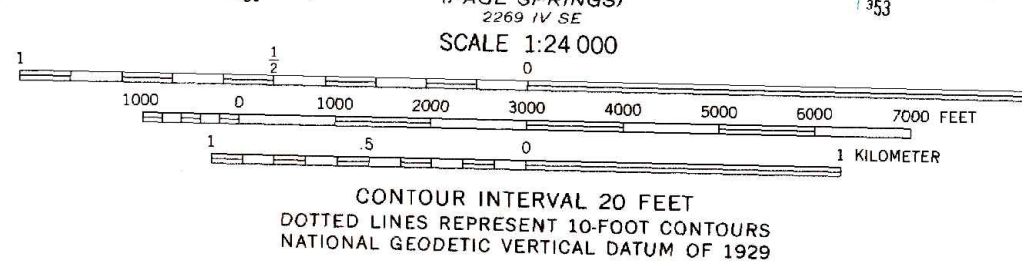 353
2269 IV SE
SCALE 1:24 000
1 1/2 0
1000 0 1000 2000 3000 4000 5000 6000 7000 FEET
1 .5 0 1 KILOMETER
CONTOUR INTERVAL 20 FEET
DOTTED LINES REPRESENT 10-FOOT CONTOURS
NATIONAL GEODETIC VERTICAL DATUM OF 1929